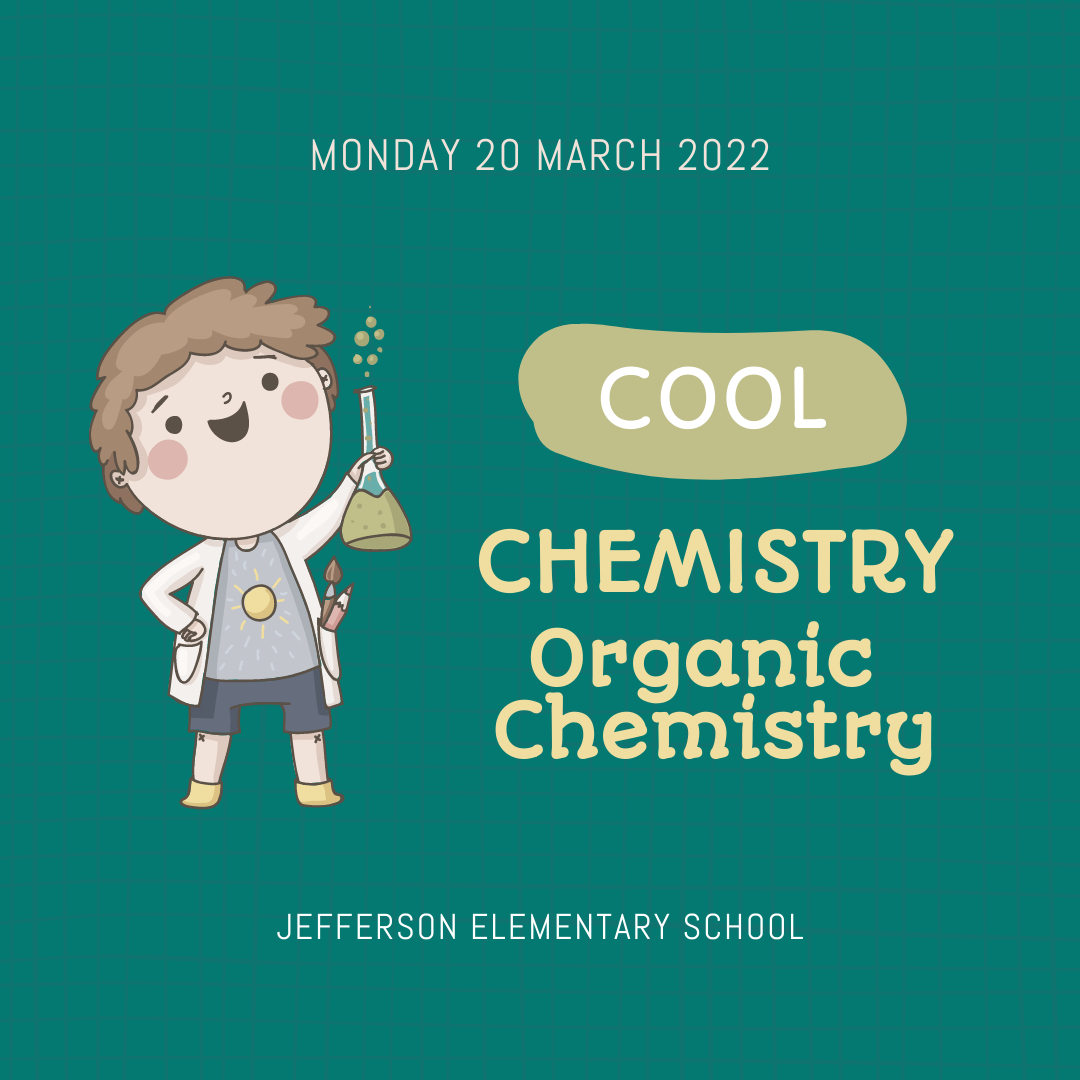 MONDAY 20 MARCH 2022
COOL
CHEMISTRY
Organic
Chemistry
JEFFERSON ELEMENTARY SCHOOL